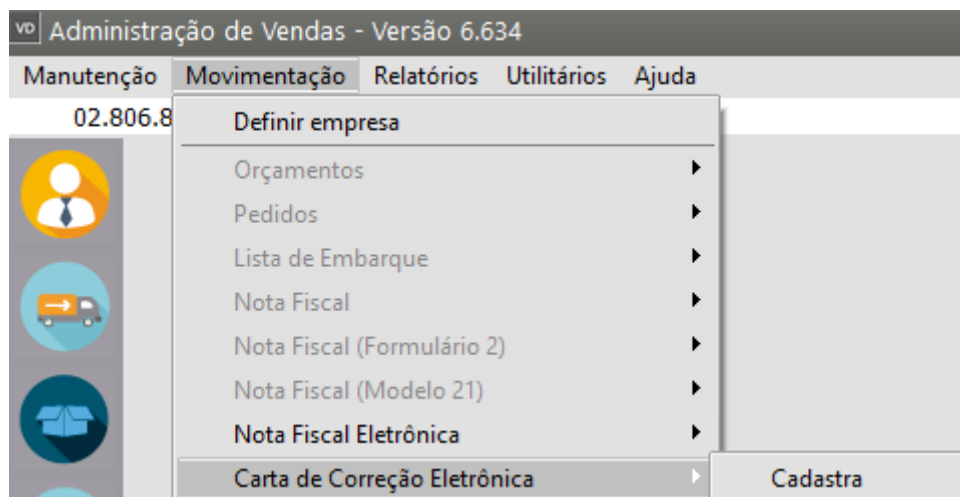 VD Administração de Vendas - Versão 6.634
Manutenção Movimentação Relatórios Utilitários Ajuda
02.806.8
Definir empresa
Orçamentos
Pedidos
Lista de Embarque
Nota Fiscal
Nota Fiscal (Formulário 2)
Nota Fiscal (Modelo 21)
Nota Fiscal Eletrônica
Carta de Correção Eletrônica Cadastra